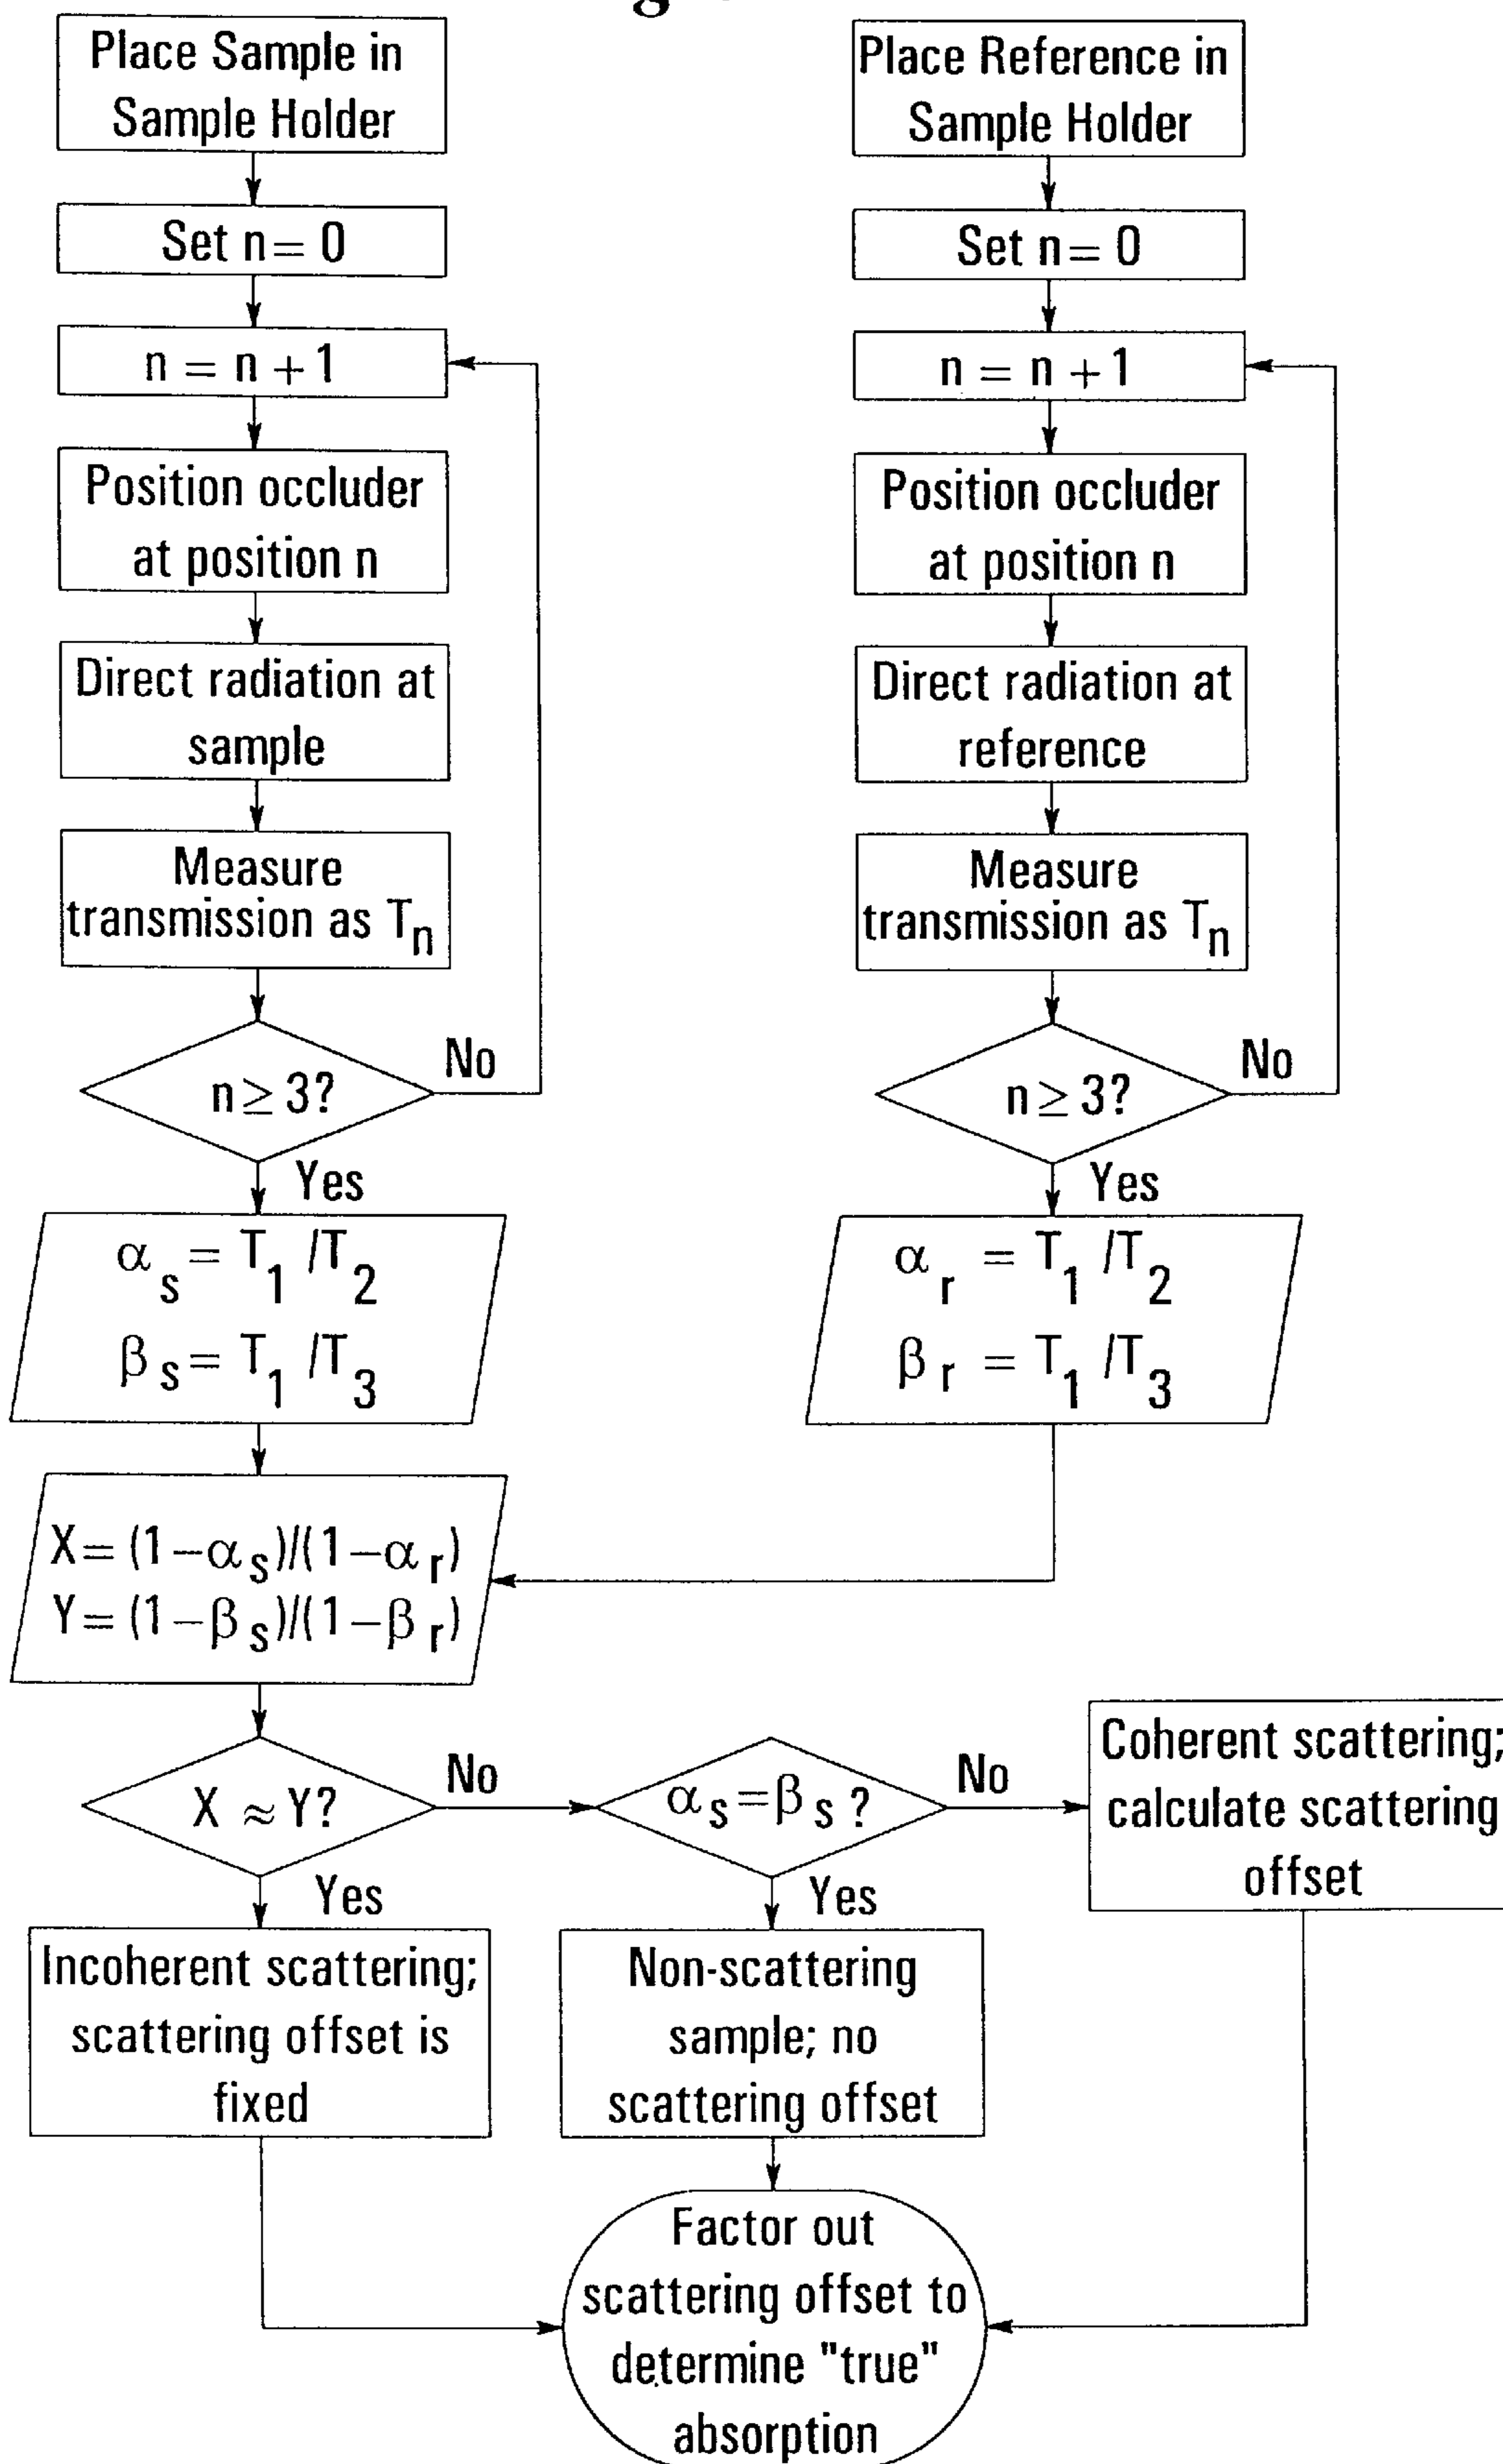 g
Place Sample in
Sample Holder
Set n = 0
n = n + 1
Position occluder
at position n
Direct radiation at
sample
Measure
transmission as Tn
n ≥ 3?
No
Yes
αs = T1 /T2
βs = T1 /T3
Place Reference in
Sample Holder
Set n = 0
n = n + 1
Position occluder
at position n
Direct radiation at
reference
Measure
transmission as Tn
n ≥ 3?
No
Yes
αr = T1 /T2
βr = T1 /T3
X = (1-αs)/(1-αr)
Y = (1-βs)/(1-βr)
X ≈ Y?
No
Yes
αs = βs ?
No
Yes
Coherent scattering;
calculate scattering
offset
Incoherent scattering;
scattering offset is
fixed
Non-scattering
sample; no
scattering offset
Factor out
scattering offset to
determine "true"
absorption